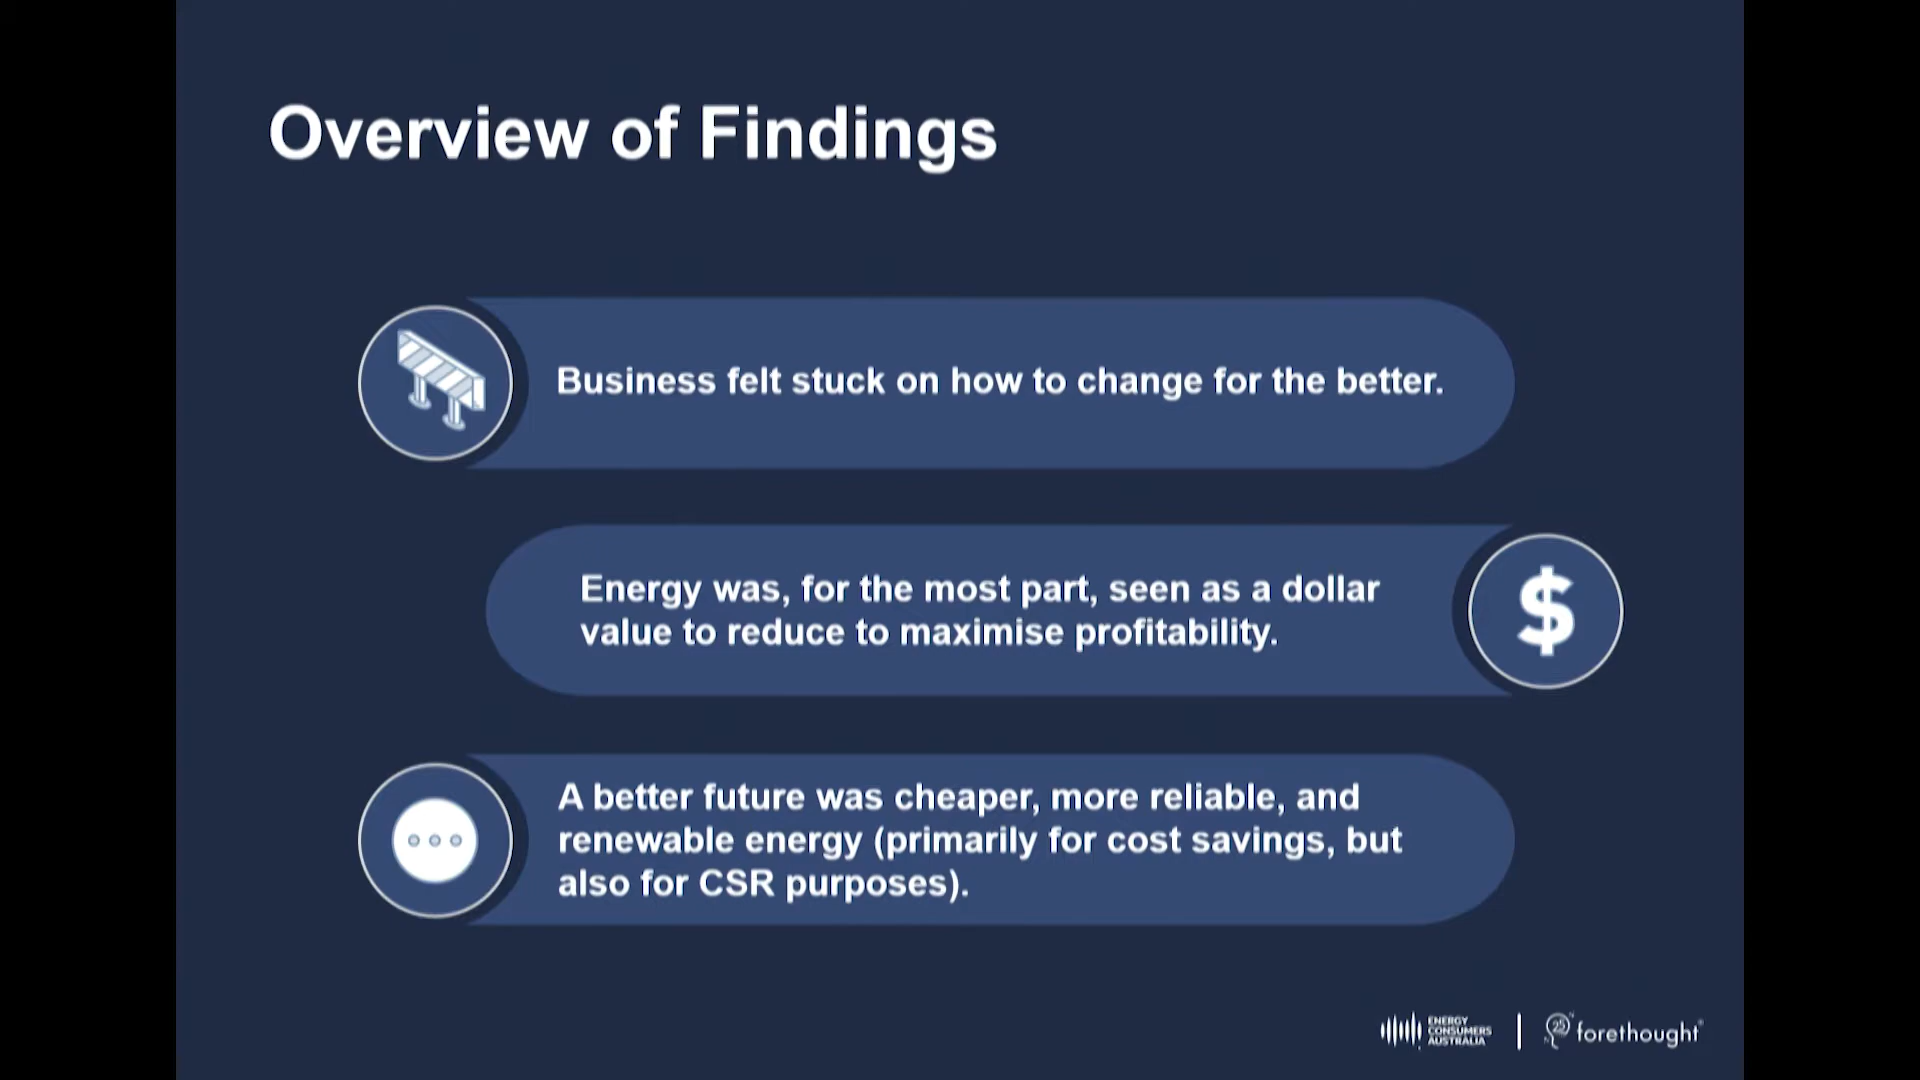 Overview of Findings
Business felt stuck on how to change for the better.
Energy was, for the most part, seen as a dollar
value to reduce to maximise profitability.
$
A better future was cheaper, more reliable, and
renewable energy (primarily for cost savings, but
also for CSR purposes).
ENERGY
CONSUMERS
AUSTRALIA
25
forethought